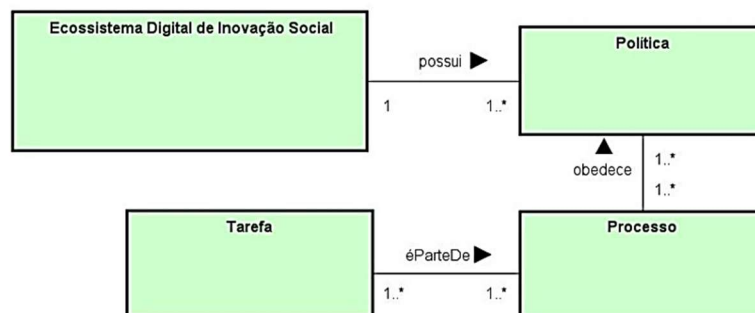 Ecossistema Digital de Inovação Social
Política
possui ▶
1
1..*
▲
obedece
1..*
1..*
Tarefa
Processo
éParteDe ▶
1..*
1..*